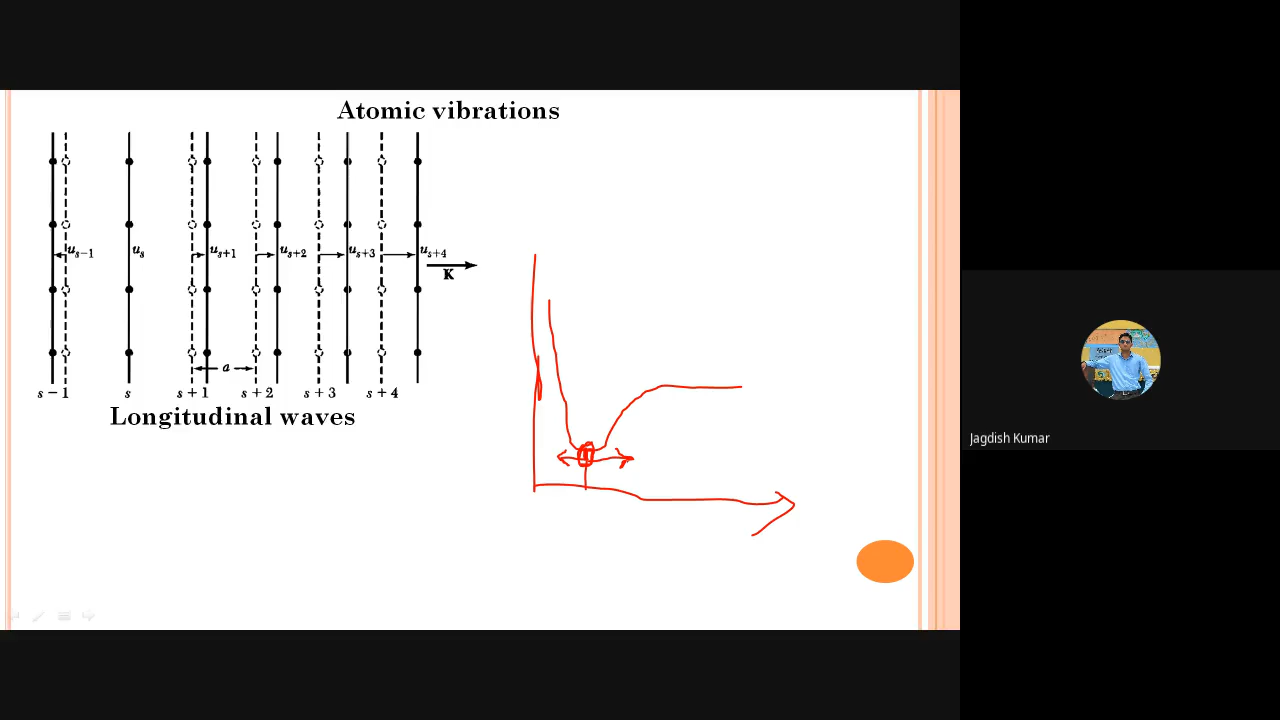 Atomic vibrations
u_{s-1} u_s u_{s+1} u_{s+2} u_{s+3} u_{s+4}
K
a
s − 1 s s + 1 s + 2 s + 3 s + 4
Longitudinal waves
Jagdish Kumar